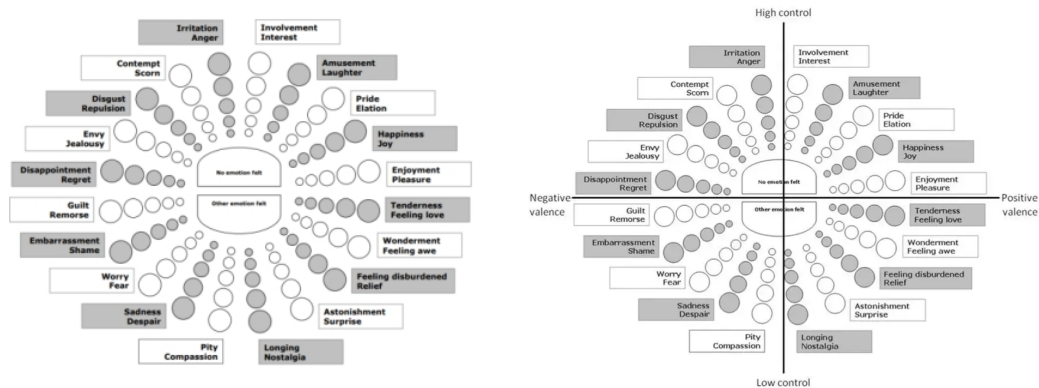 Irritation
Anger
Involvement
Interest
Contempt
Scorn
Amusement
Laughter
Disgust
Repulsion
Pride
Elation
Envy
Jealousy
Happiness
Joy
Disappointment
Regret
No emotion felt
Enjoyment
Pleasure
Guilt
Remorse
Other emotion felt
Tenderness
Feeling love
Embarrassment
Shame
Wonderment
Feeling awe
Worry
Fear
Feeling disburdened
Relief
Sadness
Despair
Astonishment
Surprise
Pity
Compassion
Longing
Nostalgia
High control
Irritation
Anger
Involvement
Interest
Contempt
Scorn
Amusement
Laughter
Disgust
Repulsion
Pride
Elation
Envy
Jealousy
Happiness
Joy
Disappointment
Regret
No emotion felt
Enjoyment
Pleasure
Negative
valence
Positive
valence
Guilt
Remorse
Other emotion felt
Tenderness
Feeling love
Embarrassment
Shame
Wonderment
Feeling awe
Worry
Fear
Feeling disburdened
Relief
Sadness
Despair
Astonishment
Surprise
Pity
Compassion
Longing
Nostalgia
Low control